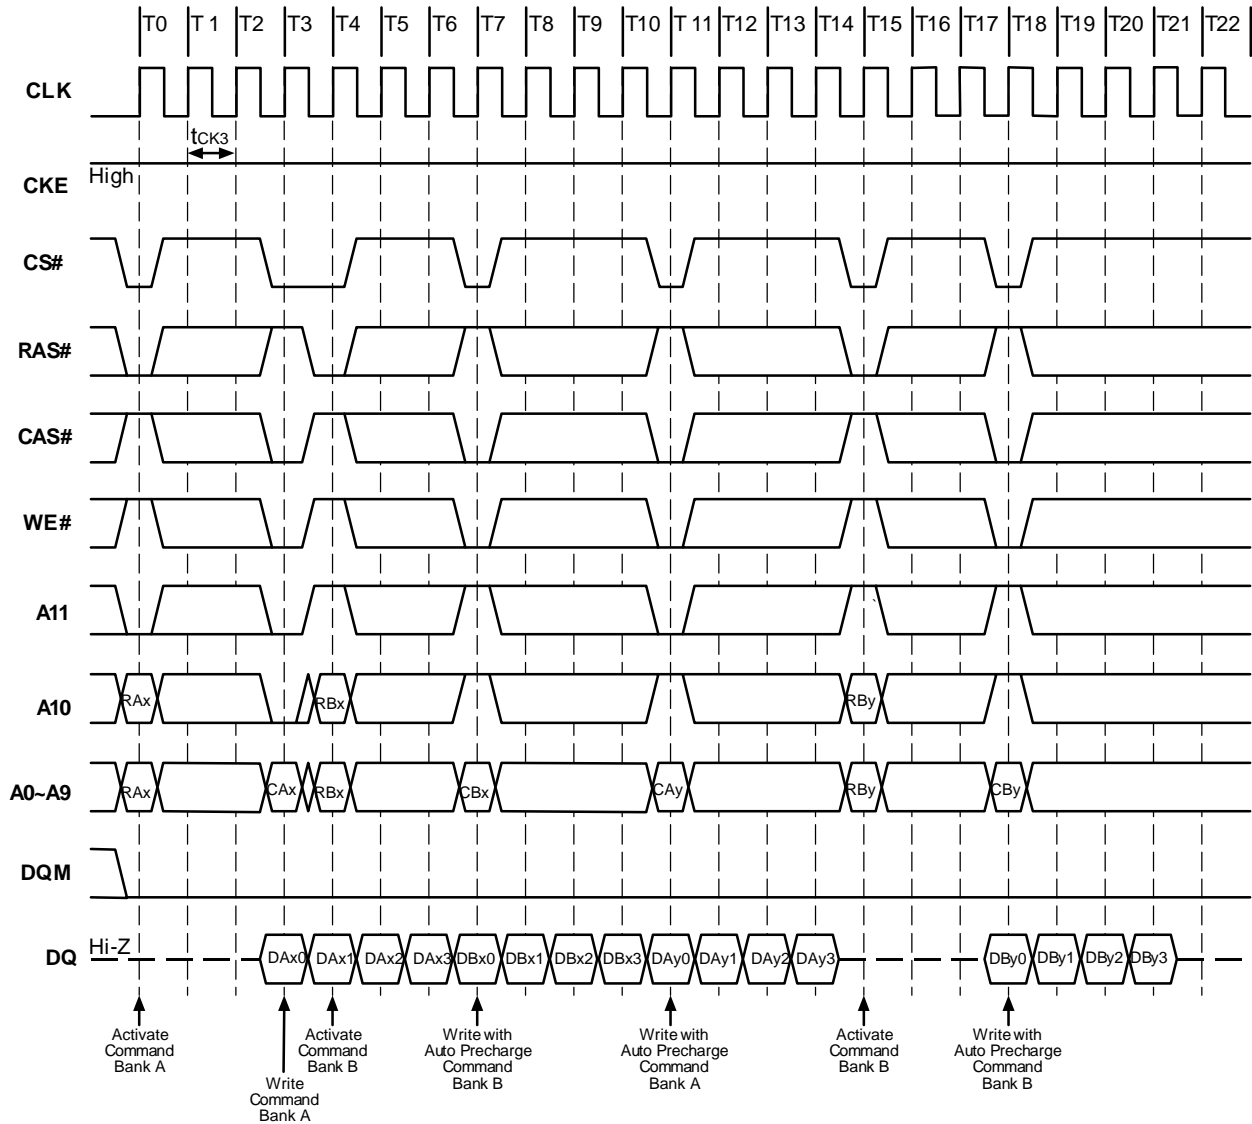 T0 T 1 T2 T3 T4 T5 T6 T7 T8 T9 T10 T 11 T12 T13 T14 T15 T16 T17 T18 T19 T20 T21 T22
CLK
tCK3
High
CKE
CS#
RAS#
CAS#
WE#
A11
A10 RAx RBx RBy
A0~A9 RAx CAx RBx CBx CAy RBy CBy
DQM
Hi-Z
DQ DAx0 DAx1 DAx2 DAx3 DBx0 DBx1 DBx2 DBx3 DAy0 DAy1 DAy2 DAy3 DBy0 DBy1 DBy2 DBy3
Activate
Command
Bank A
Write
Command
Bank A
Activate
Command
Bank B
Write with
Auto Precharge
Command
Bank B
Write with
Auto Precharge
Command
Bank A
Activate
Command
Bank B
Write with
Auto Precharge
Command
Bank B